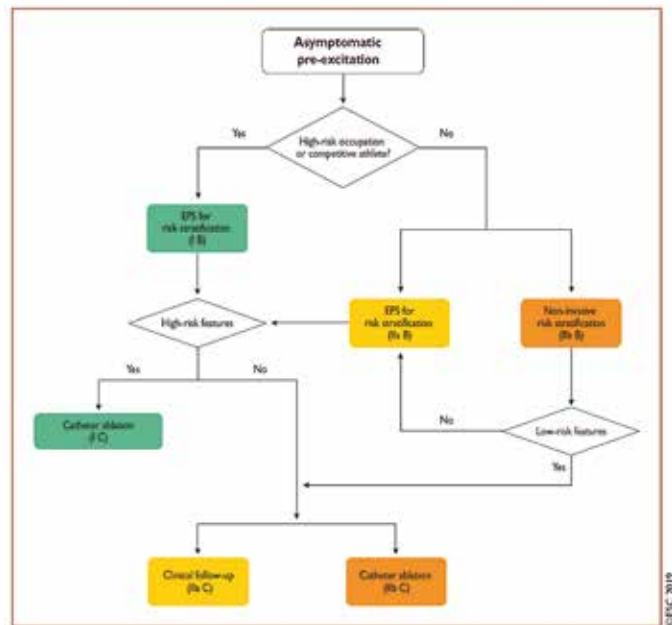 Asymptomatic
pre-excitation
Yes
No
High-risk occupation
or competitive athlete?
EPS for
risk stratification
(I B)
High-risk features
EPS for
risk stratification
(IIa B)
Non-invasive
risk stratification
(IIb B)
Yes
No
No
Low-risk features
Catheter ablation
(I C)
Yes
Clinical follow-up
(IIa C)
Catheter ablation
(IIb C)
©ESC 2019